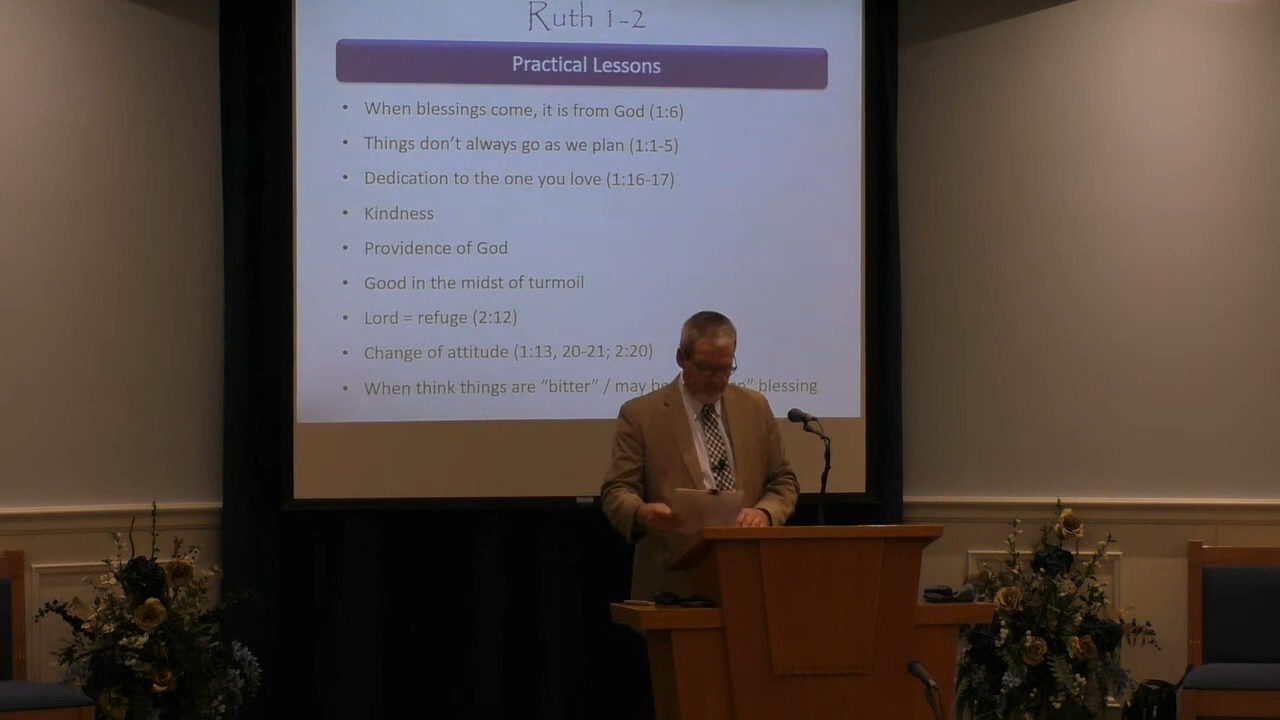 Ruth 1-2
Practical Lessons
• When blessings come, it is from God (1:6)
• Things don't always go as we plan (1:1-5)
• Dedication to the one you love (1:16-17)
• Kindness
• Providence of God
• Good in the midst of turmoil
• Lord = refuge (2:12)
• Change of attitude (1:13, 20-21; 2:20)
• When think things are "bitter" / may blessing